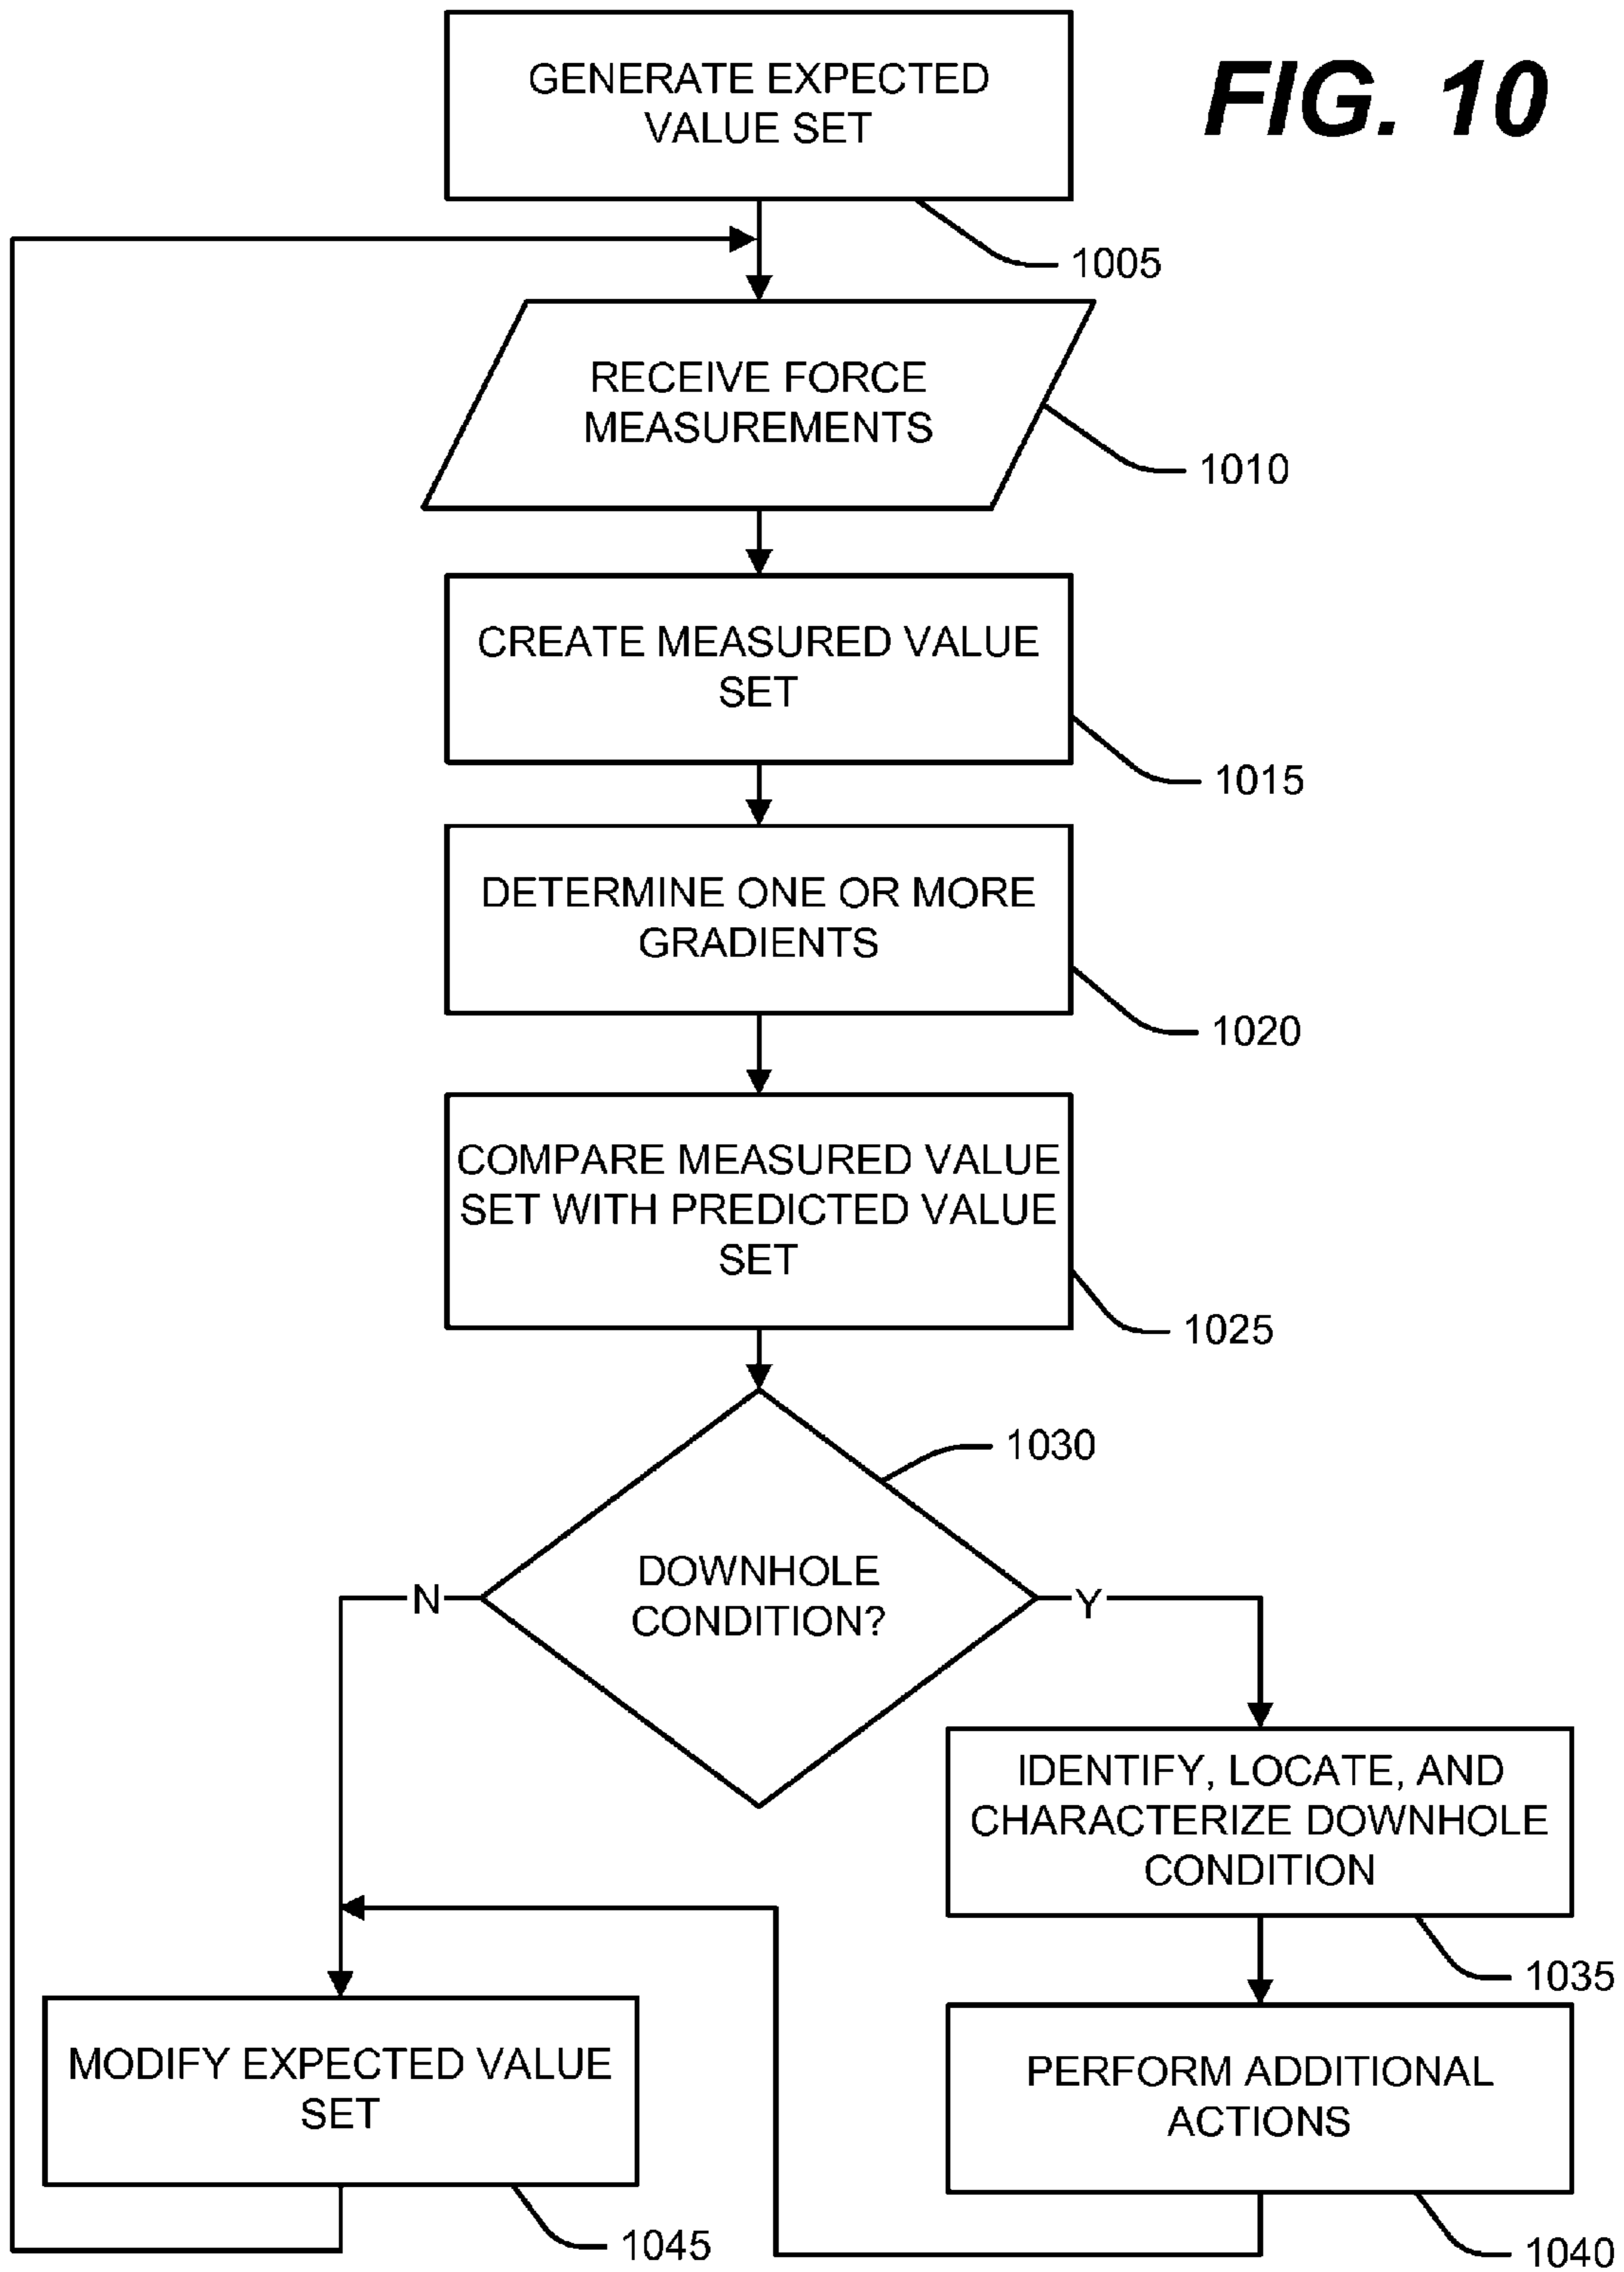 FIG. 10
GENERATE EXPECTED
VALUE SET
1005
RECEIVE FORCE
MEASUREMENTS
1010
CREATE MEASURED VALUE
SET
1015
DETERMINE ONE OR MORE
GRADIENTS
1020
COMPARE MEASURED VALUE
SET WITH PREDICTED VALUE
SET
1025
1030
DOWNHOLE
CONDITION?
N
Y
IDENTIFY, LOCATE, AND
CHARACTERIZE DOWNHOLE
CONDITION
1035
PERFORM ADDITIONAL
ACTIONS
1040
MODIFY EXPECTED VALUE
SET
1045